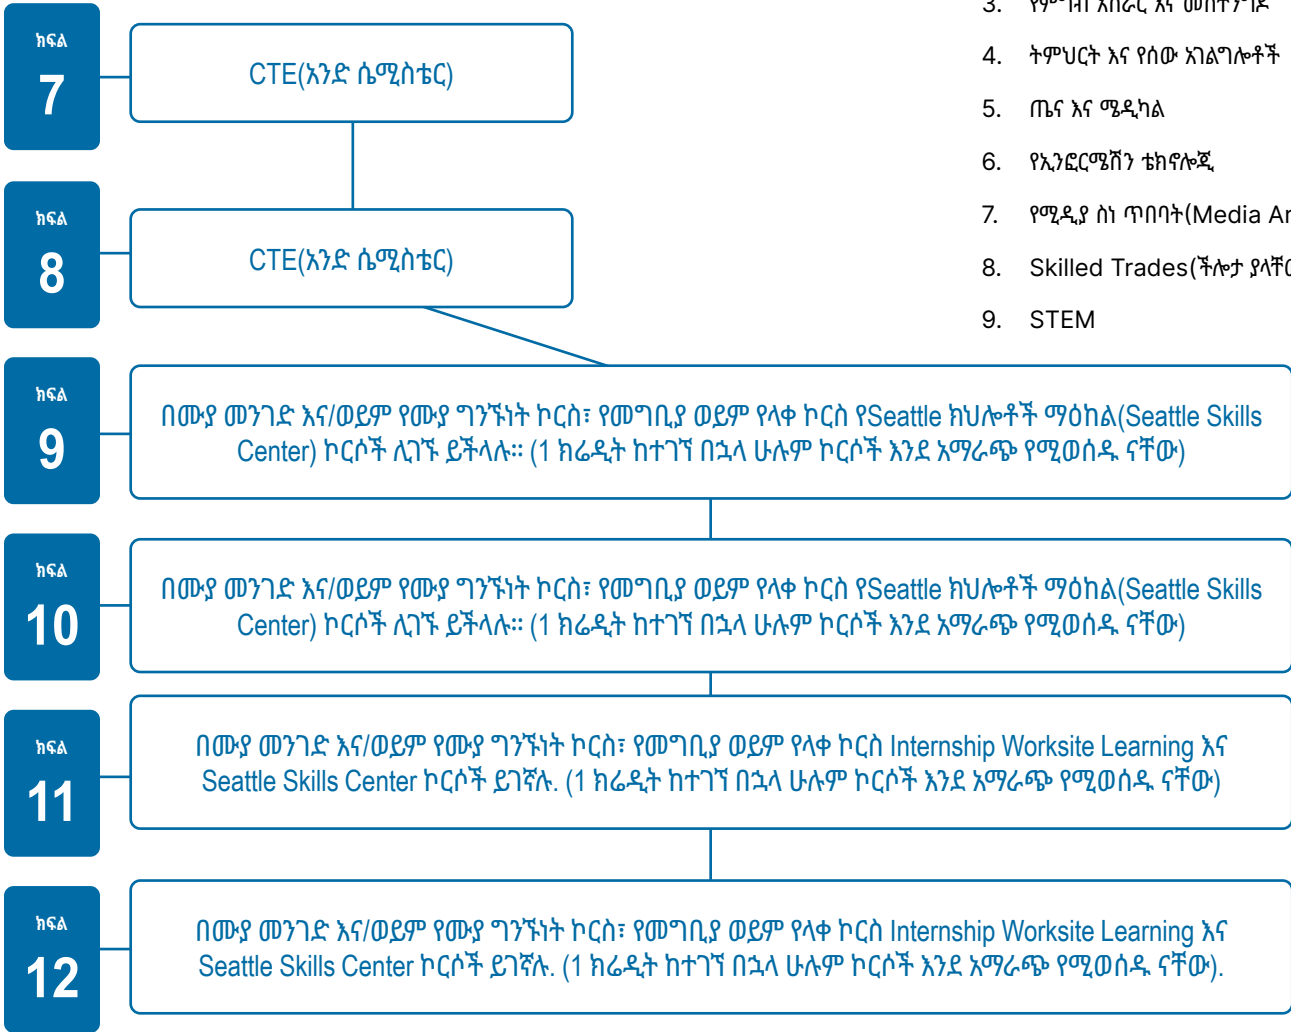 ክፍል
7
CTE(አንድ ሴሚስቴር)
ክፍል
8
CTE(አንድ ሴሚስቴር)
3.
4. ትምህርት እና የሰው አገልግሎቶች
5. ጤና እና ሜዲካል
6. የኢንፎርሜሽን ቴክኖሎጂ
7. የሚዲያ ስነ ጥበባት(Media
8. Skilled Trades(ችሎታ
9. STEM
ክፍል
9
በሙያ መንገድ እና/ወይም የሙያ ግንኙነት ኮርስ፣ የመግቢያ ወይም የላቀ ኮርስ የSeattle ክህሎቶች ማዕከል(Seattle Skills
Center) ኮርሶች ሊገኙ ይችላሉ። (1 ክሬዲት ከተገኘ በኋላ ሁሉም ኮርሶች እንደ አማራጭ የሚወሰዱ ናቸው)
ክፍል
10
በሙያ መንገድ እና/ወይም የሙያ ግንኙነት ኮርስ፣ የመግቢያ ወይም የላቀ ኮርስ የSeattle ክህሎቶች ማዕከል(Seattle Skills
Center) ኮርሶች ሊገኙ ይችላሉ። (1 ክሬዲት ከተገኘ በኋላ ሁሉም ኮርሶች እንደ አማራጭ የሚወሰዱ ናቸው)
ክፍል
11
በሙያ መንገድ እና/ወይም የሙያ ግንኙነት ኮርስ፣ የመግቢያ ወይም የላቀ ኮርስ Internship Worksite Learning እና
Seattle Skills Center ኮርሶች ይገኛሉ. (1 ክሬዲት ከተገኘ በኋላ ሁሉም ኮርሶች እንደ አማራጭ የሚወሰዱ ናቸው)
ክፍል
12
በሙያ መንገድ እና/ወይም የሙያ ግንኙነት ኮርስ፣ የመግቢያ ወይም የላቀ ኮርስ Internship Worksite Learning እና
Seattle Skills Center ኮርሶች ይገኛሉ. (1 ክሬዲት ከተገኘ በኋላ ሁሉም ኮርሶች እንደ አማራጭ የሚወሰዱ ናቸው).